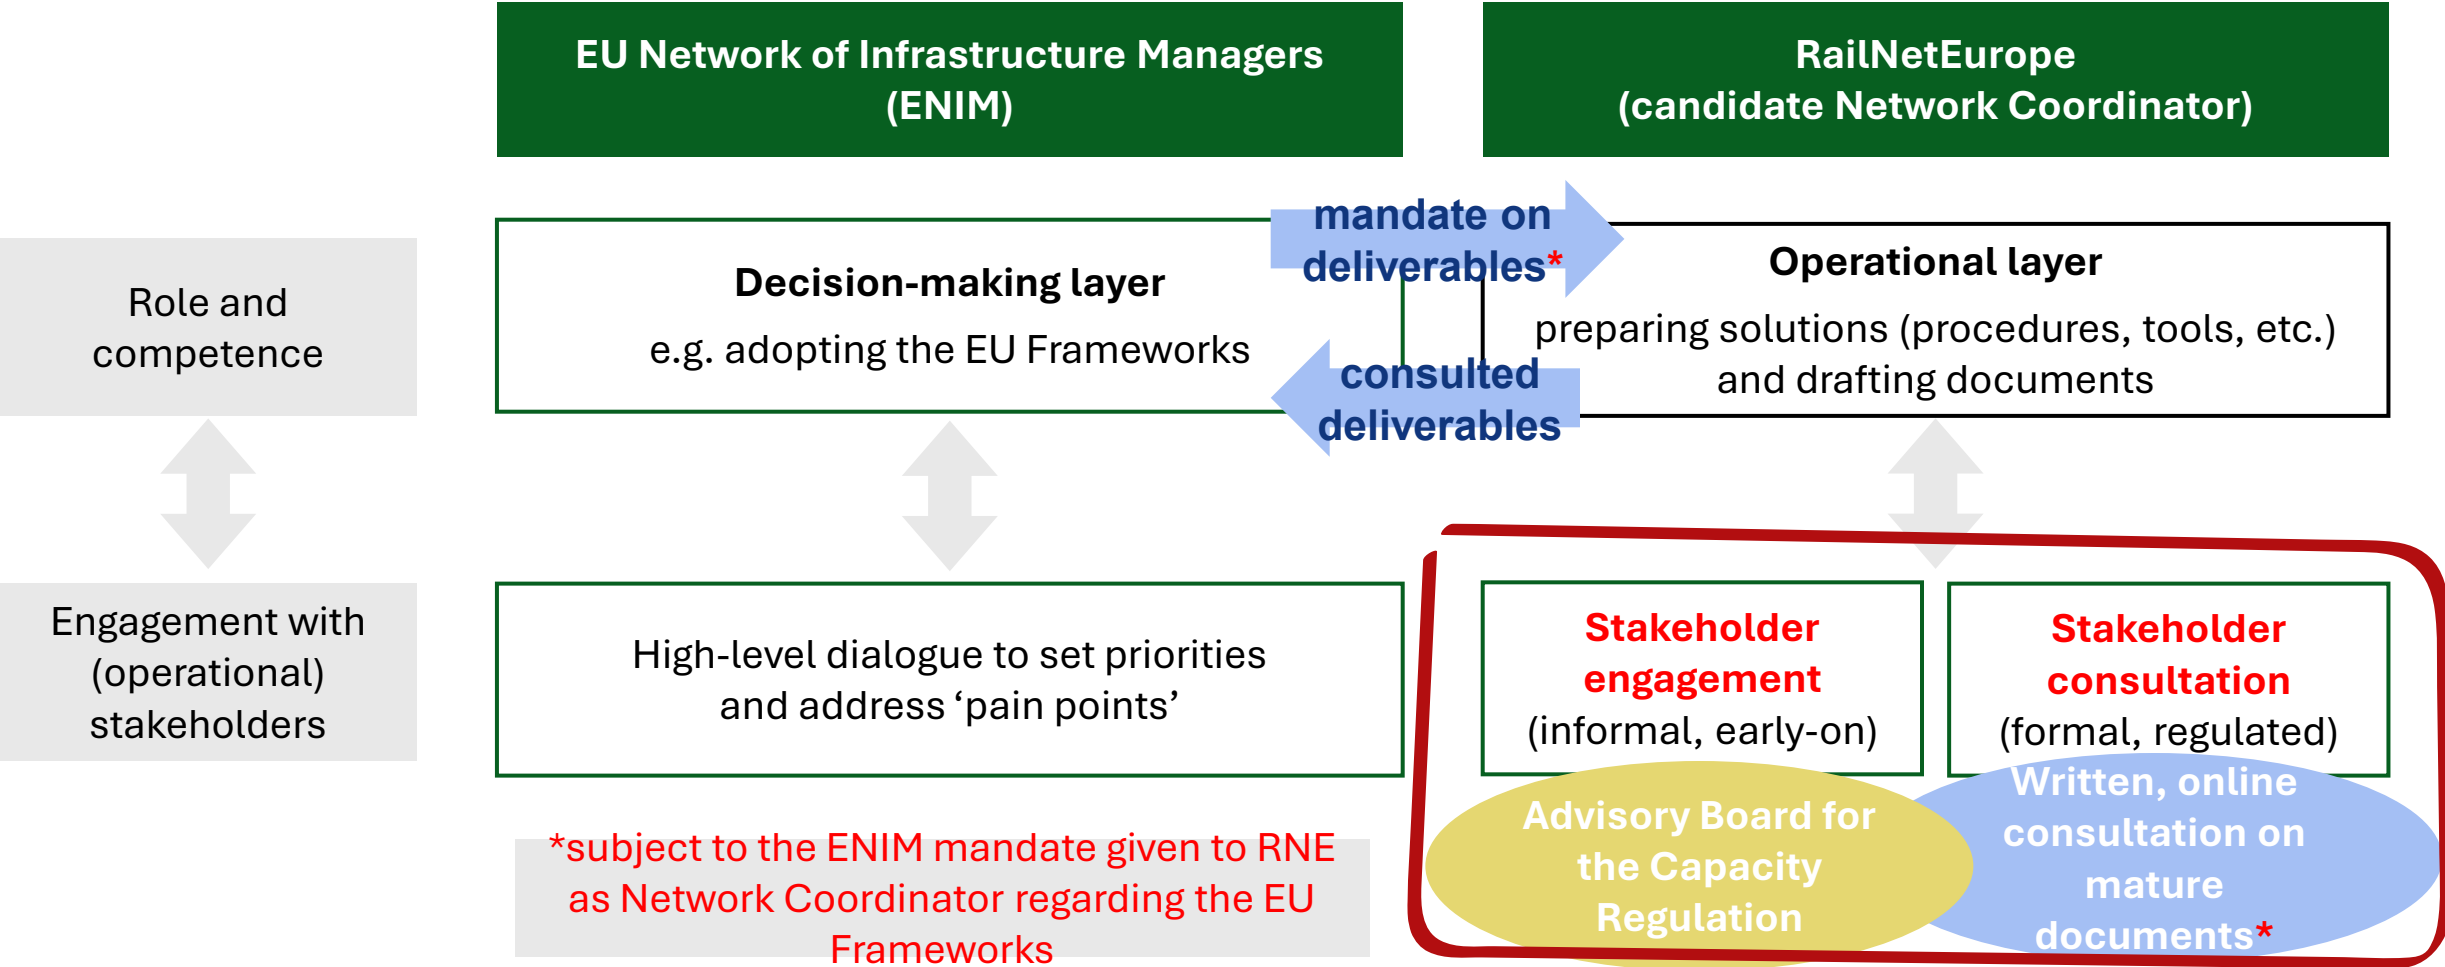 EU Network of Infrastructure Managers
(ENIM)
RailNetEurope
(candidate Network Coordinator)
Role and
competence
Decision-making layer
e.g. adopting the EU Frameworks
mandate on
deliverables*
consulted
deliverables
Operational layer
preparing solutions (procedures, tools, etc.)
and drafting documents
Engagement with
(operational)
stakeholders
High-level dialogue to set priorities
and address ‘pain points’
Stakeholder
engagement
(informal, early-on)
Stakeholder
consultation
(formal, regulated)
Advisory Board for
the Capacity
Regulation
Written, online
consultation on
mature
documents*
*subject to the ENIM mandate given to RNE
as Network Coordinator regarding the EU
Frameworks